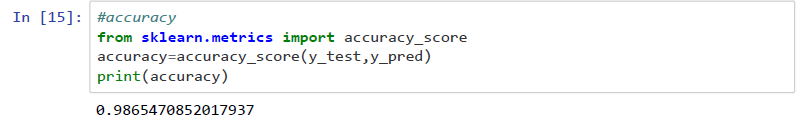 In [15]: #accuracy
from sklearn.metrics import accuracy_score
accuracy=accuracy_score(y_test,y_pred)
print(accuracy)
0.9865470852017937